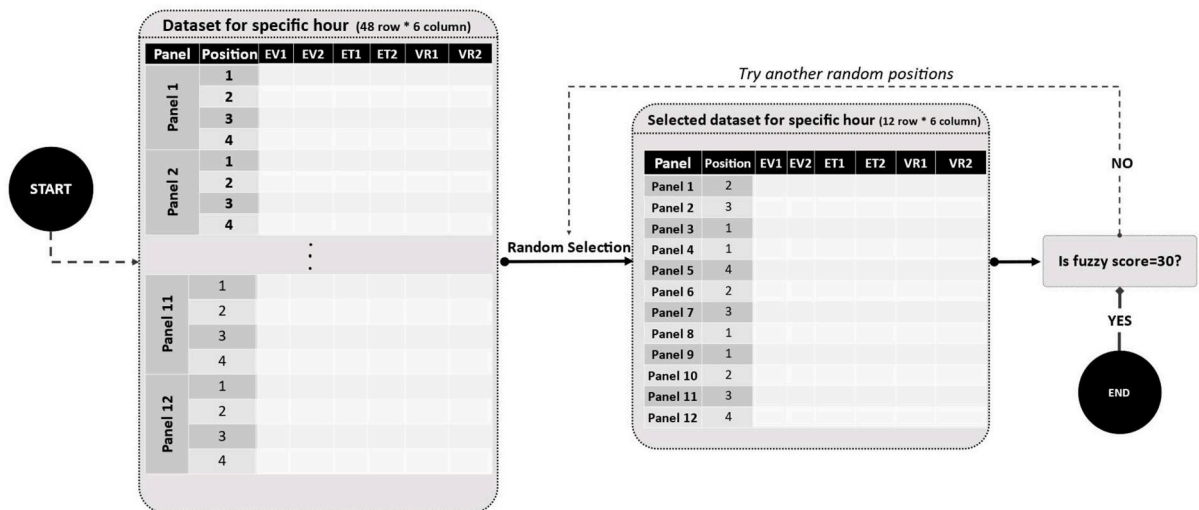 START
Dataset for specific hour (48 row * 6 column)
Panel Position EV1 EV2 ET1 ET2 VR1 VR2
Panel 1
1
2
3
4
Panel 2
1
2
3
4
⋮
Panel 11
1
2
3
4
Panel 12
1
2
3
4
Random Selection
Try another random positions
Selected dataset for specific hour (12 row * 6 column)
Panel Position EV1 EV2 ET1 ET2 VR1 VR2
Panel 1 2
Panel 2 3
Panel 3 1
Panel 4 1
Panel 5 4
Panel 6 2
Panel 7 3
Panel 8 1
Panel 9 1
Panel 10 2
Panel 11 3
Panel 12 4
NO
Is fuzzy score=30?
YES
END